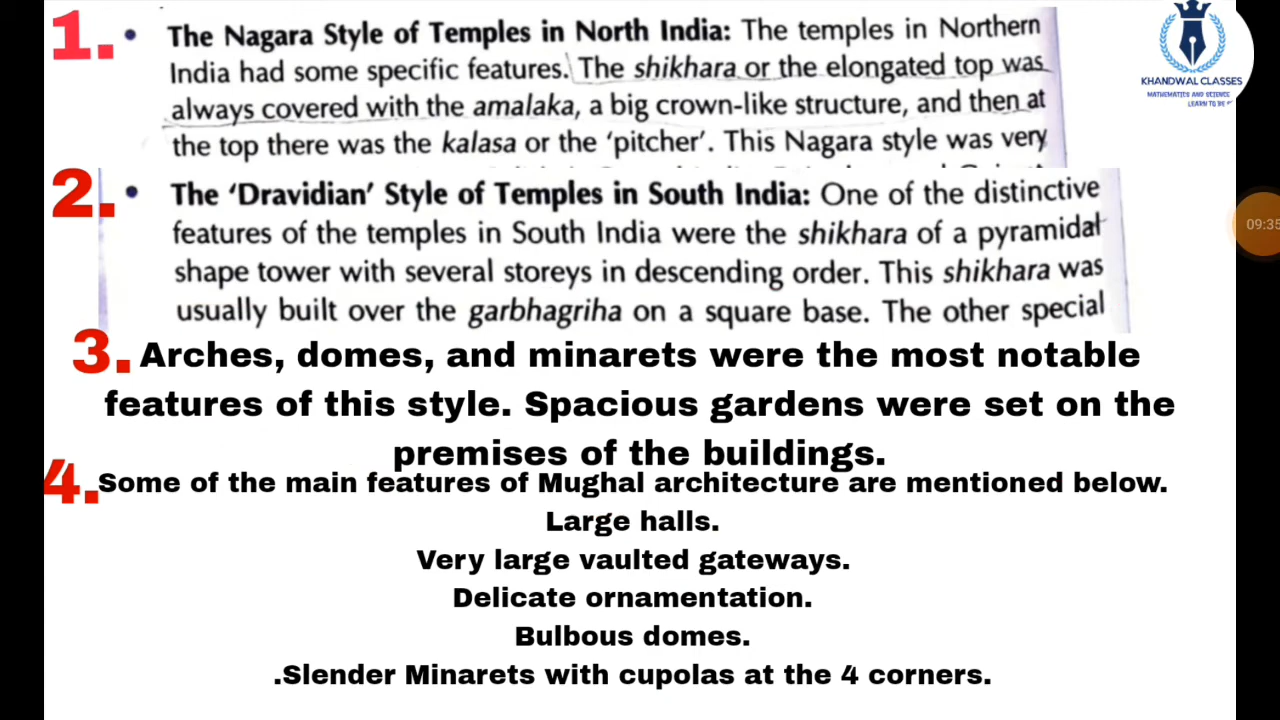 1. • The Nagara Style of Temples in North India: The temples in Northern
India had some specific features. The shikhara or the elongated top was
always covered with the amalaka, a big crown-like structure, and then at
the top there was the kalasa or the 'pitcher'. This Nagara style was very
2. • The 'Dravidian' Style of Temples in South India: One of the distinctive
features of the temples in South India were the shikhara of a pyramidal
shape tower with several storeys in descending order. This shikhara was
usually built over the garbhagriha on a square base. The other special
3. Arches, domes, and minarets were the most notable
features of this style. Spacious gardens were set on the
premises of the buildings.
4. Some of the main features of Mughal architecture are mentioned below.
Large halls.
Very large vaulted gateways.
Delicate ornamentation.
Bulbous domes.
.Slender Minarets with cupolas at the 4 corners.
KHANDWAL CLASSES
MATHEMATICS AND SCIENCE
LEARN TO BE
09:35